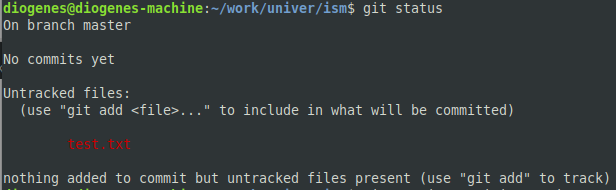 diogenes@diogenes-machine:~/work/univer/ism$ git status
On branch master

No commits yet

Untracked files:
  (use "git add <file>..." to include in what will be committed)

        test.txt

nothing added to commit but untracked files present (use "git add" to track)